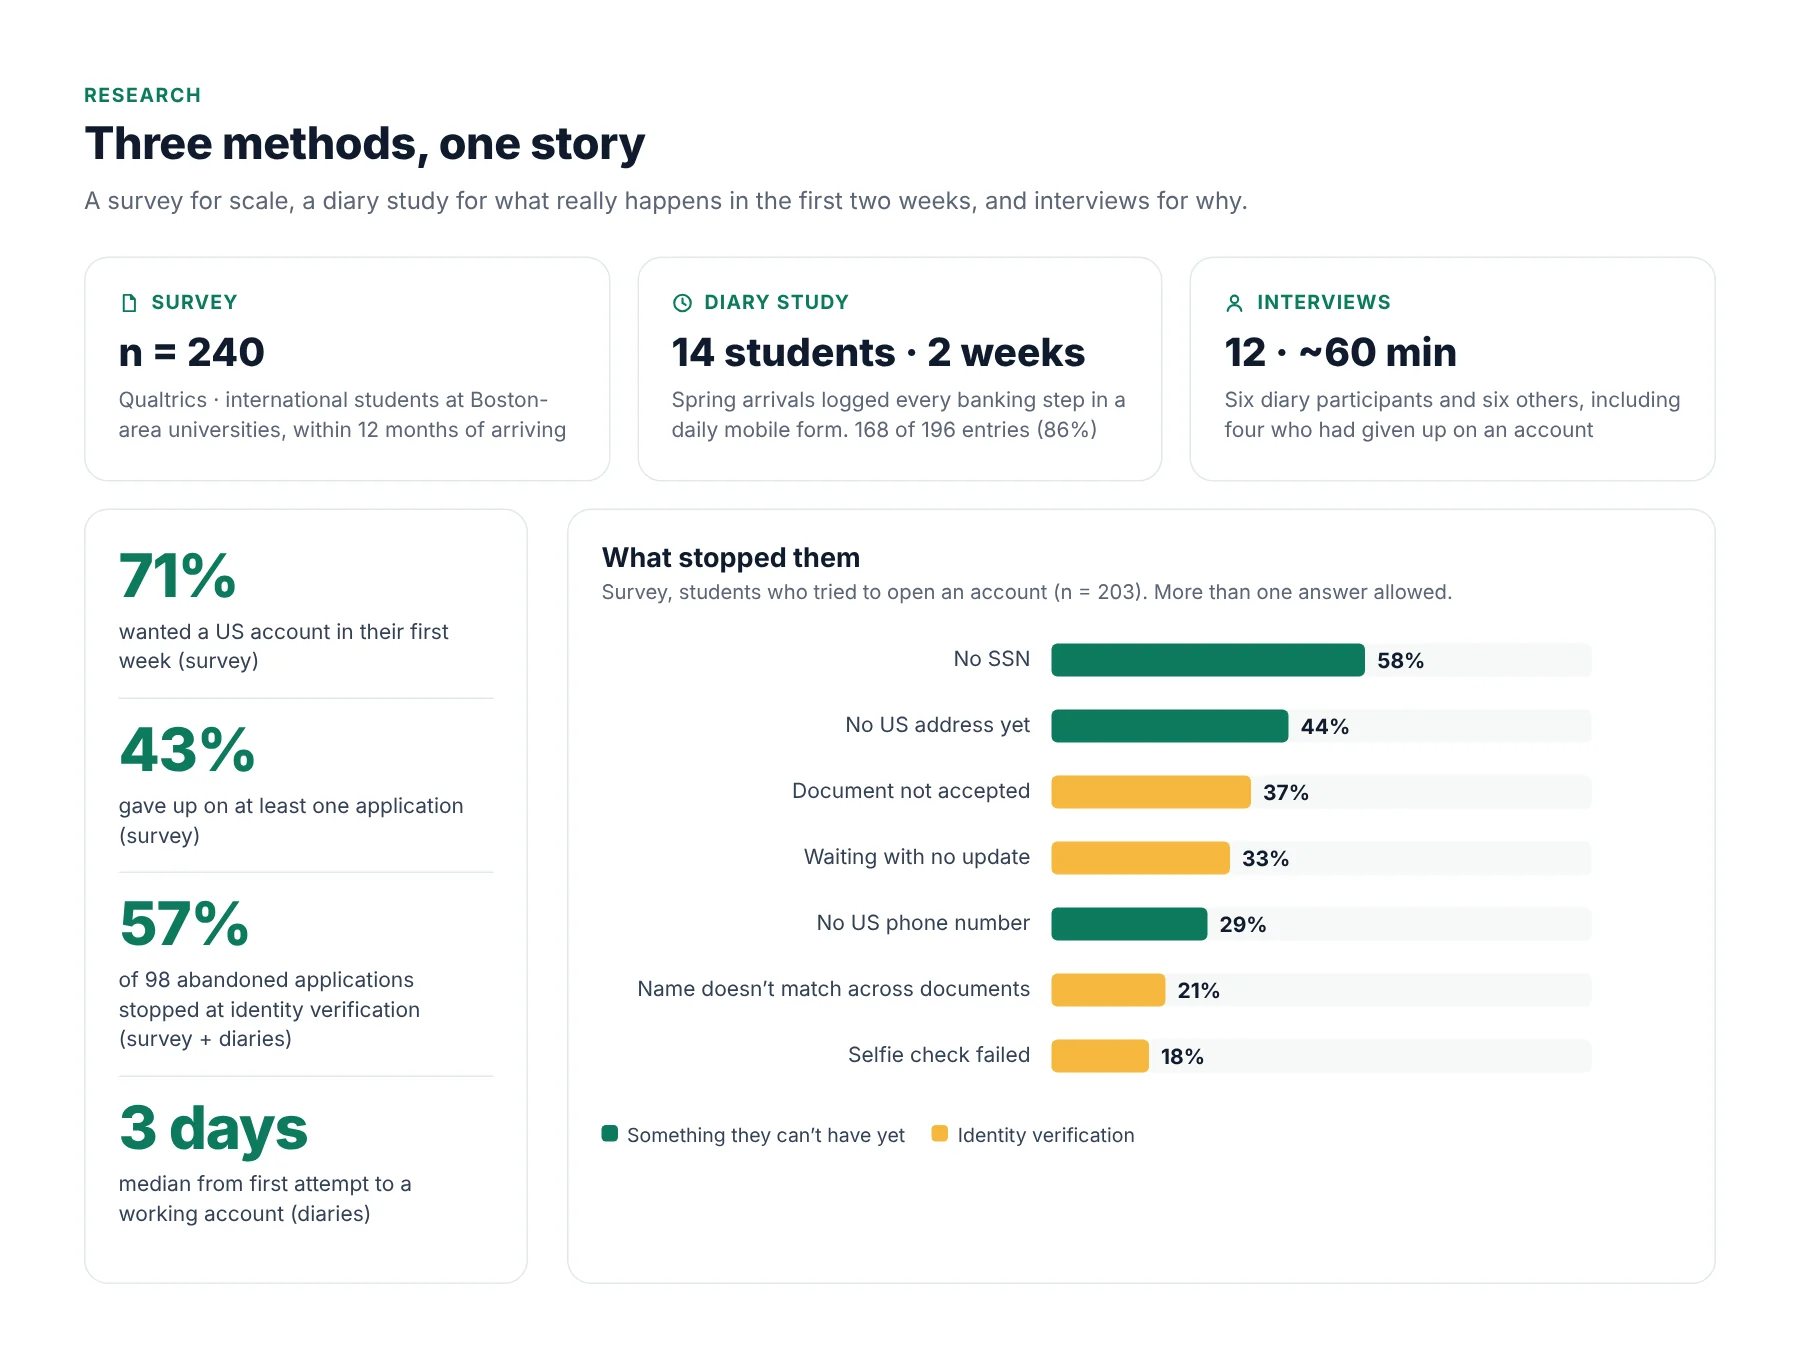 RESEARCH
Three methods, one story
A survey for scale, a diary study for what really happens in the first two weeks, and interviews for why.
SURVEY
n = 240
Qualtrics · international students at Boston-
area universities, within 12 months of arriving
DIARY STUDY
14 students · 2 weeks
Spring arrivals logged every banking step in a
daily mobile form. 168 of 196 entries (86%)
INTERVIEWS
12 · ~60 min
Six diary participants and six others, including
four who had given up on an account
71%
wanted a US account in their first
week (survey)
43%
gave up on at least one application
(survey)
57%
of 98 abandoned applications
stopped at identity verification
(survey + diaries)
3 days
median from first attempt to a
working account (diaries)
What stopped them
Survey, students who tried to open an account (n = 203). More than one answer allowed.
No SSN 58%
No US address yet 44%
Document not accepted 37%
Waiting with no update 33%
No US phone number 29%
Name doesn’t match across documents 21%
Selfie check failed 18%
Something they can’t have yet Identity verification